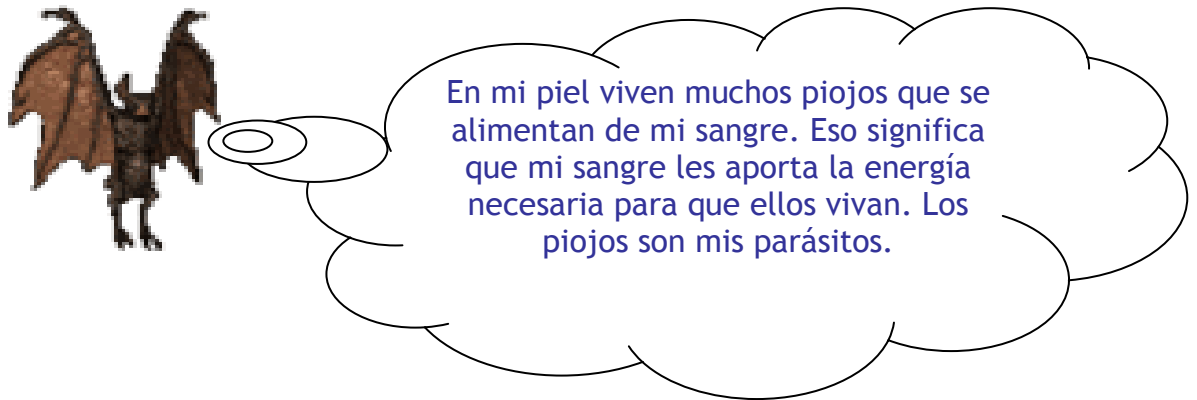 En mi piel viven muchos piojos que se
alimentan de mi sangre. Eso significa
que mi sangre les aporta la energía
necesaria para que ellos vivan. Los
piojos son mis parásitos.